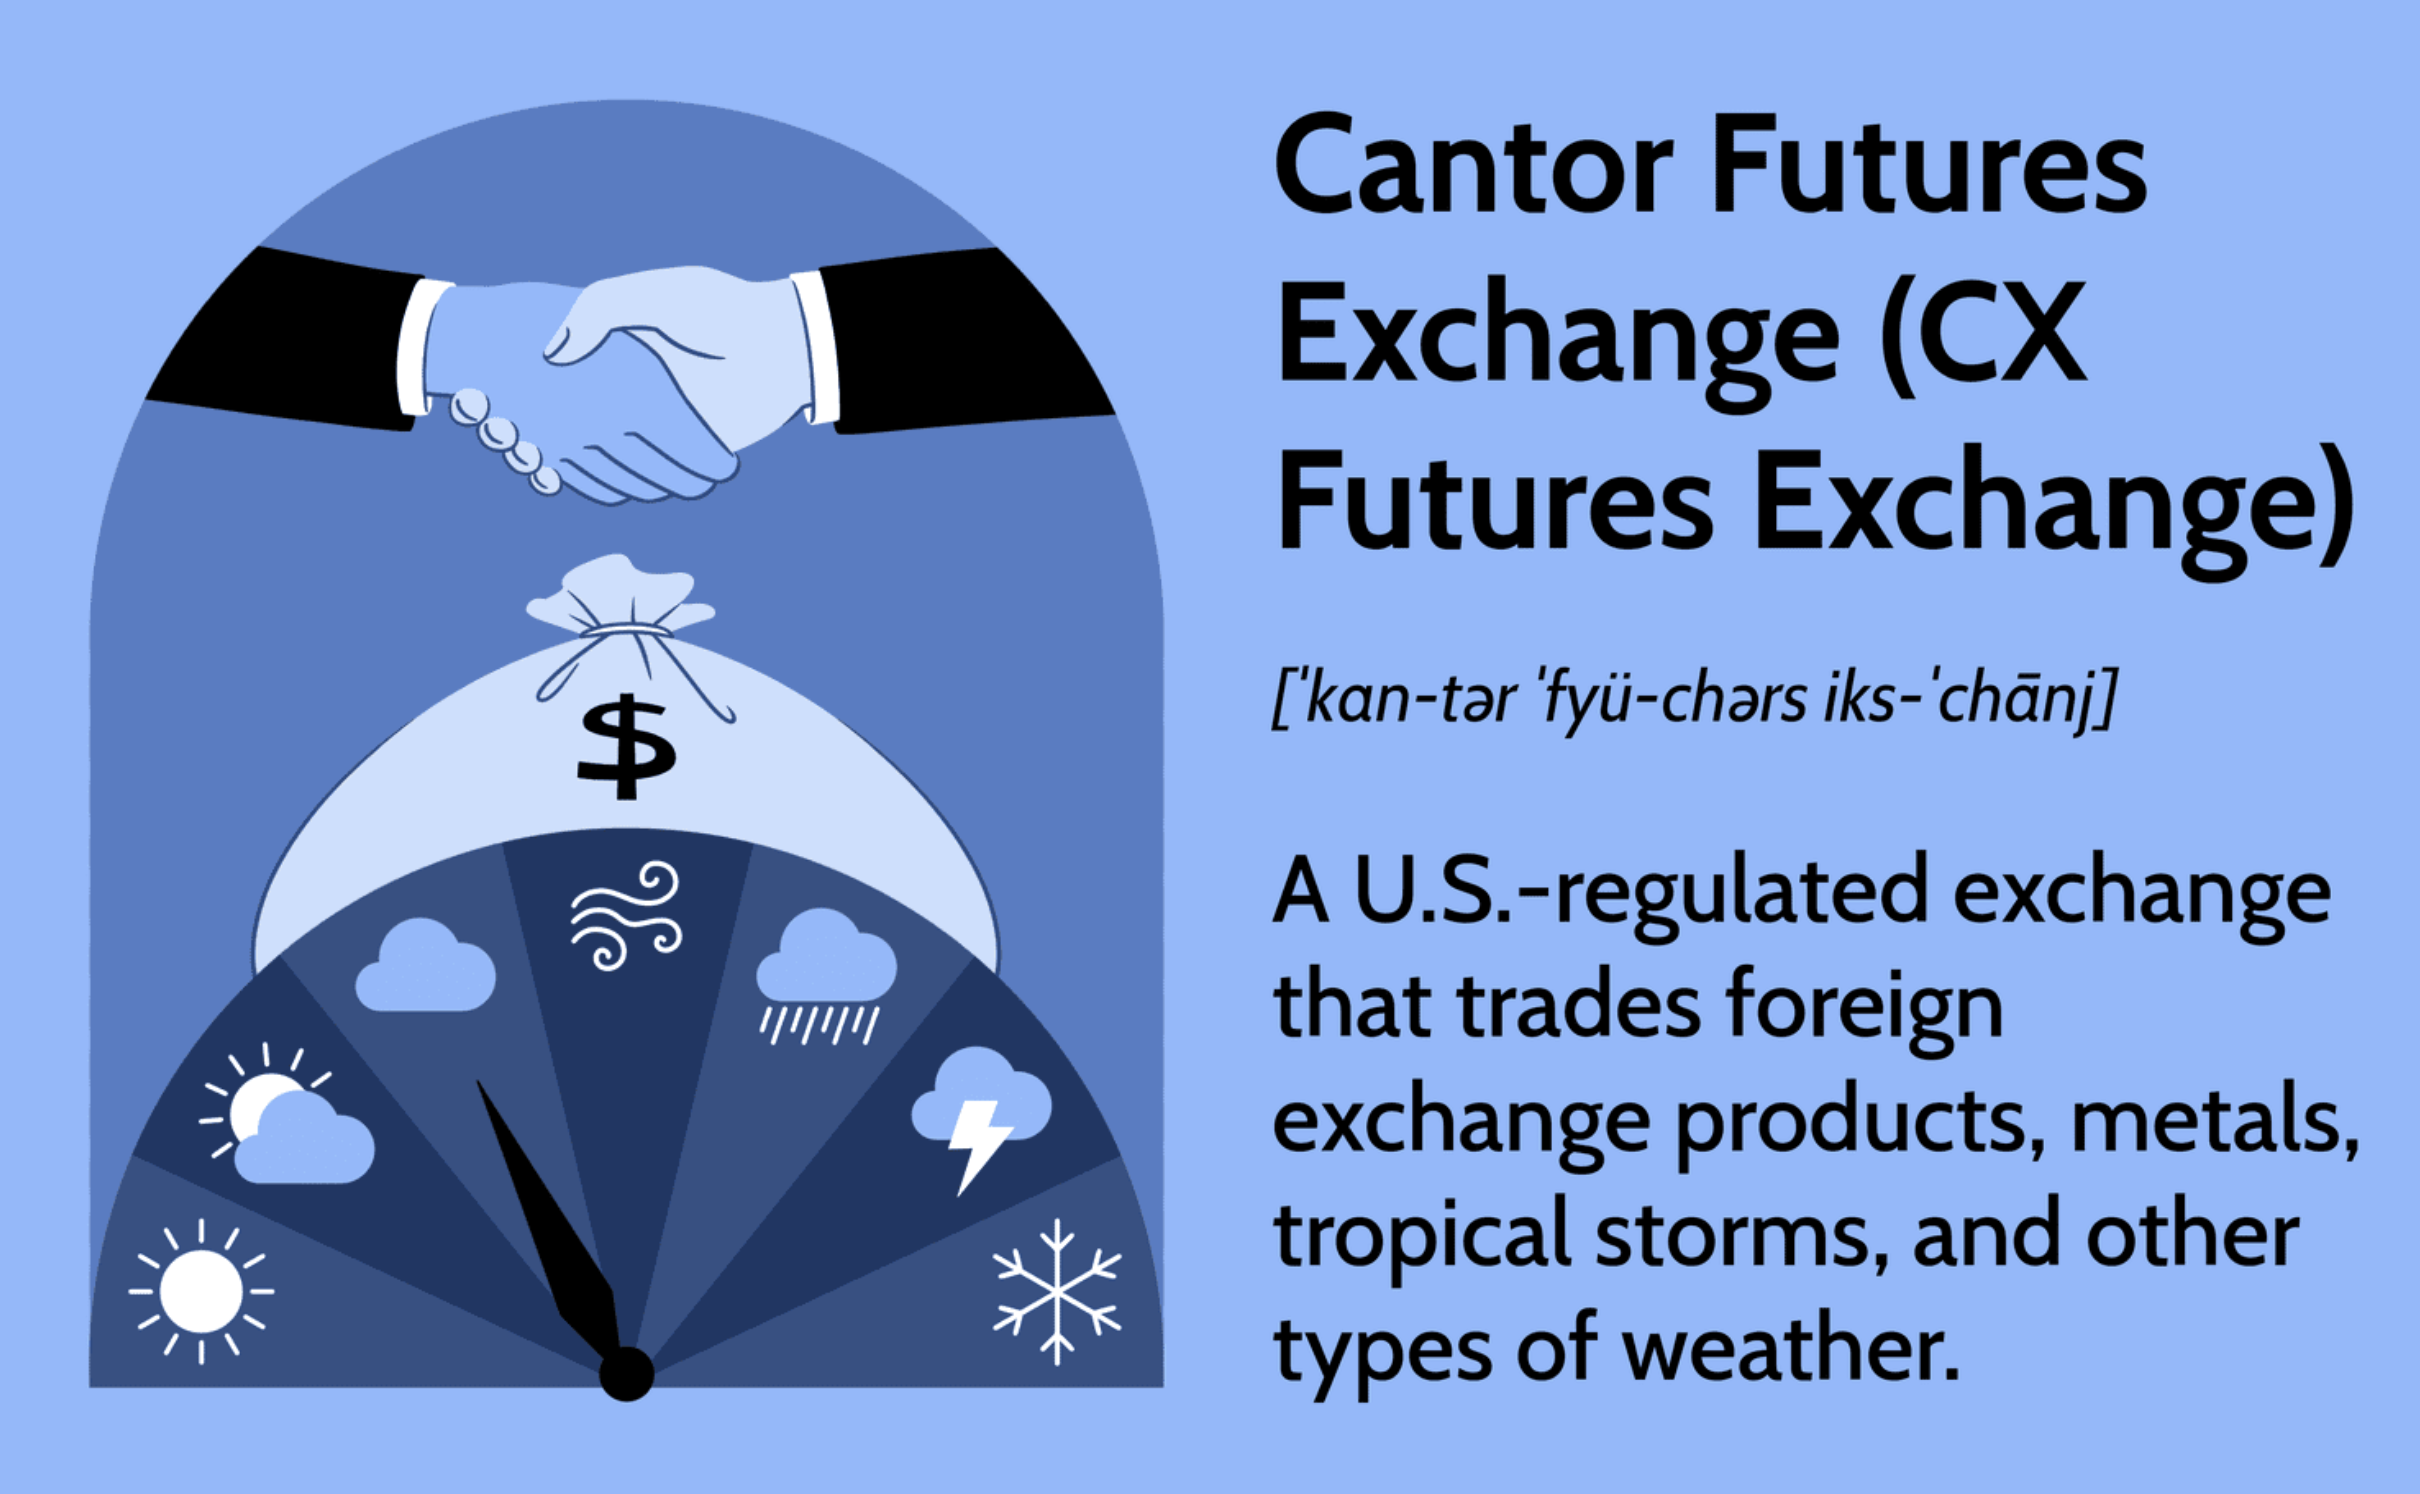 $
Cantor Futures
Exchange (CX
Futures Exchange)
[ˈkan-tər ˈfyü-chərs iks-ˈchānj]
A U.S.-regulated exchange
that trades foreign
exchange products, metals,
tropical storms, and other
types of weather.